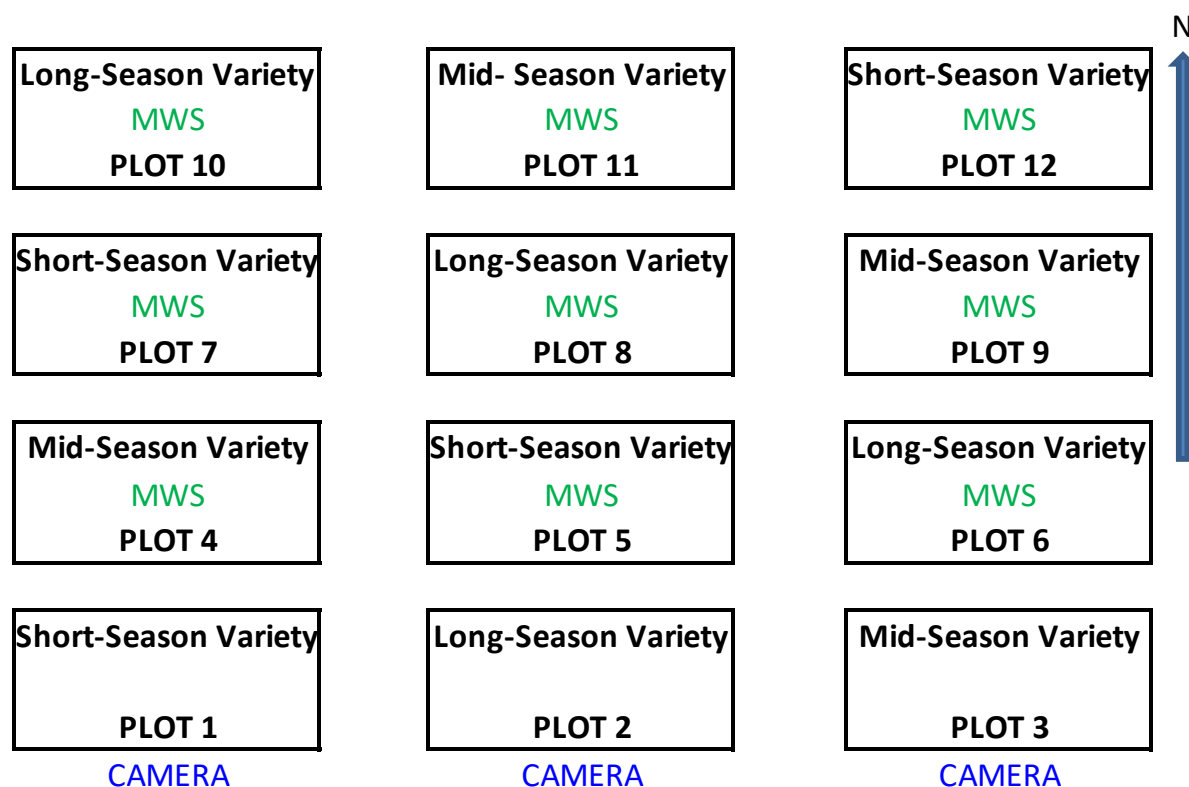 N
Long-Season Variety
MWS
PLOT 10
Mid- Season Variety
MWS
PLOT 11
Short-Season Variety
MWS
PLOT 12
Short-Season Variety
MWS
PLOT 7
Long-Season Variety
MWS
PLOT 8
Mid-Season Variety
MWS
PLOT 9
Mid-Season Variety
MWS
PLOT 4
Short-Season Variety
MWS
PLOT 5
Long-Season Variety
MWS
PLOT 6
Short-Season Variety
PLOT 1
Long-Season Variety
PLOT 2
Mid-Season Variety
PLOT 3
CAMERA
CAMERA
CAMERA